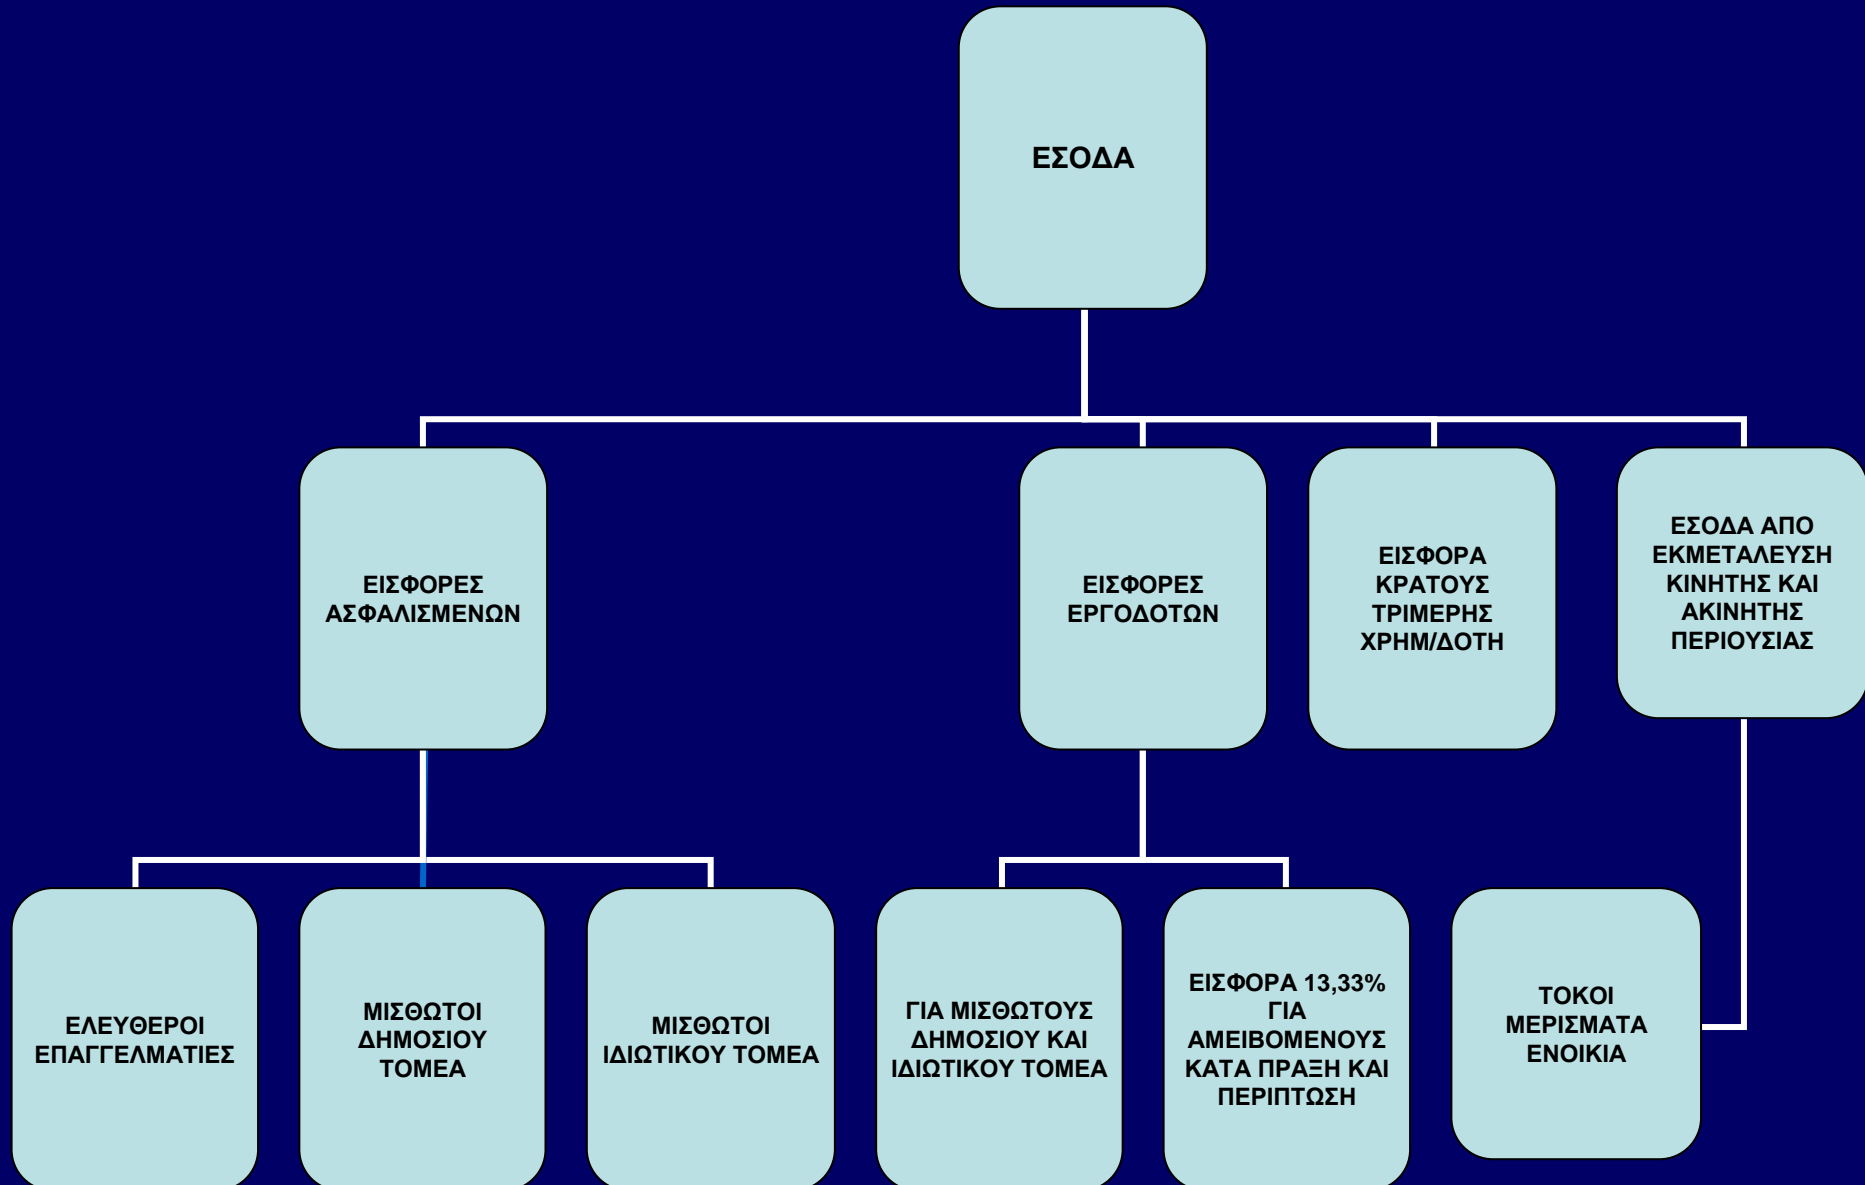 ΕΣΟΔΑ
ΕΙΣΦΟΡΕΣ
ΑΣΦΑΛΙΣΜΕΝΩΝ
ΕΙΣΦΟΡΕΣ
ΕΡΓΟΔΟΤΩΝ
ΕΙΣΦΟΡΑ
ΚΡΑΤΟΥΣ
ΤΡΙΜΕΡΗΣ
ΧΡΗΜ/ΔΟΤΗ
ΕΣΟΔΑ ΑΠΟ
ΕΚΜΕΤΑΛΕΥΣΗ
ΚΙΝΗΤΗΣ ΚΑΙ
ΑΚΙΝΗΤΗΣ
ΠΕΡΙΟΥΣΙΑΣ
ΕΛΕΥΘΕΡΟΙ
ΕΠΑΓΓΕΛΜΑΤΙΕΣ
ΜΙΣΘΩΤΟΙ
ΔΗΜΟΣΙΟΥ
ΤΟΜΕΑ
ΜΙΣΘΩΤΟΙ
ΙΔΙΩΤΙΚΟΥ ΤΟΜΕΑ
ΓΙΑ ΜΙΣΘΩΤΟΥΣ
ΔΗΜΟΣΙΟΥ ΚΑΙ
ΙΔΙΩΤΙΚΟΥ ΤΟΜΕΑ
ΕΙΣΦΟΡΑ 13,33%
ΓΙΑ
ΑΜΕΙΒΟΜΕΝΟΥΣ
ΚΑΤΑ ΠΡΑΞΗ ΚΑΙ
ΠΕΡΙΠΤΩΣΗ
ΤΟΚΟΙ
ΜΕΡΙΣΜΑΤΑ
ΕΝΟΙΚΙΑ